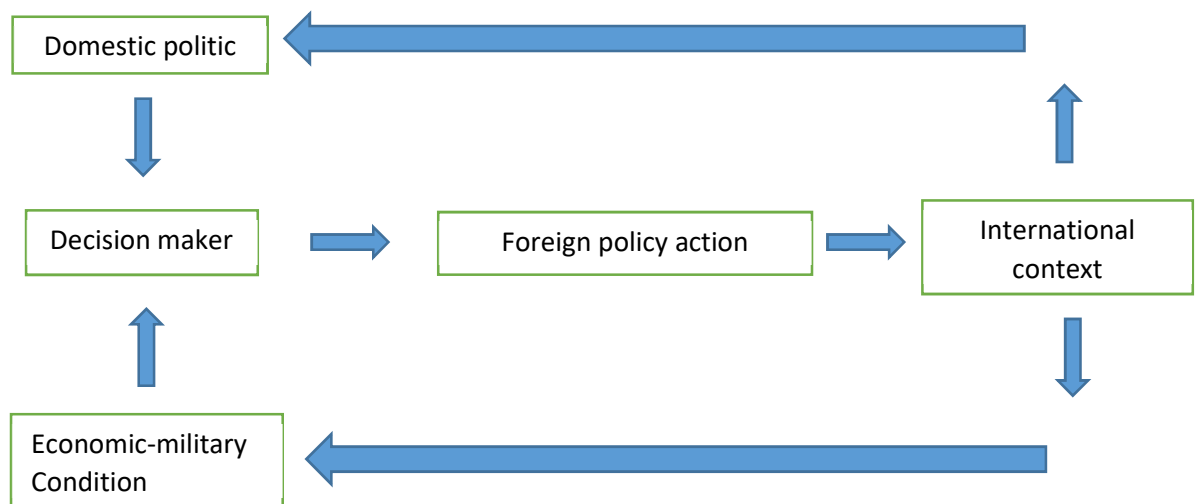 Domestic politic
Decision maker
Foreign policy action
International
context
Economic-military
Condition